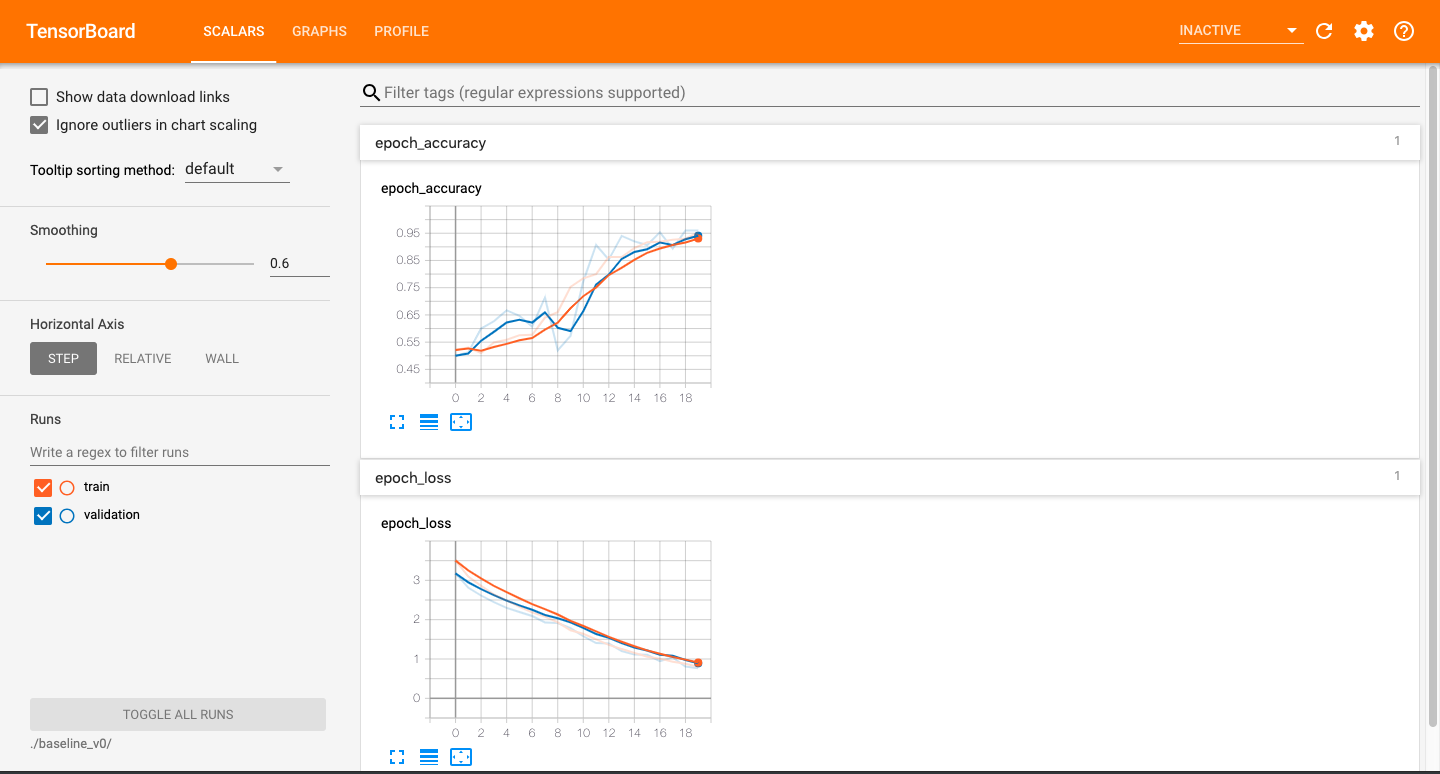 TensorBoard SCALARS GRAPHS PROFILE INACTIVE
Show data download links
Ignore outliers in chart scaling
Tooltip sorting method: default
Smoothing
0.6
Horizontal Axis
STEP RELATIVE WALL
Runs
Write a regex to filter runs
train
validation
TOGGLE ALL RUNS
./baseline_v0/
Filter tags (regular expressions supported)
epoch_accuracy 1
epoch_accuracy
0.95
0.85
0.75
0.65
0.55
0.45
0 2 4 6 8 10 12 14 16 18
epoch_loss 1
epoch_loss
3
2
1
0
0 2 4 6 8 10 12 14 16 18